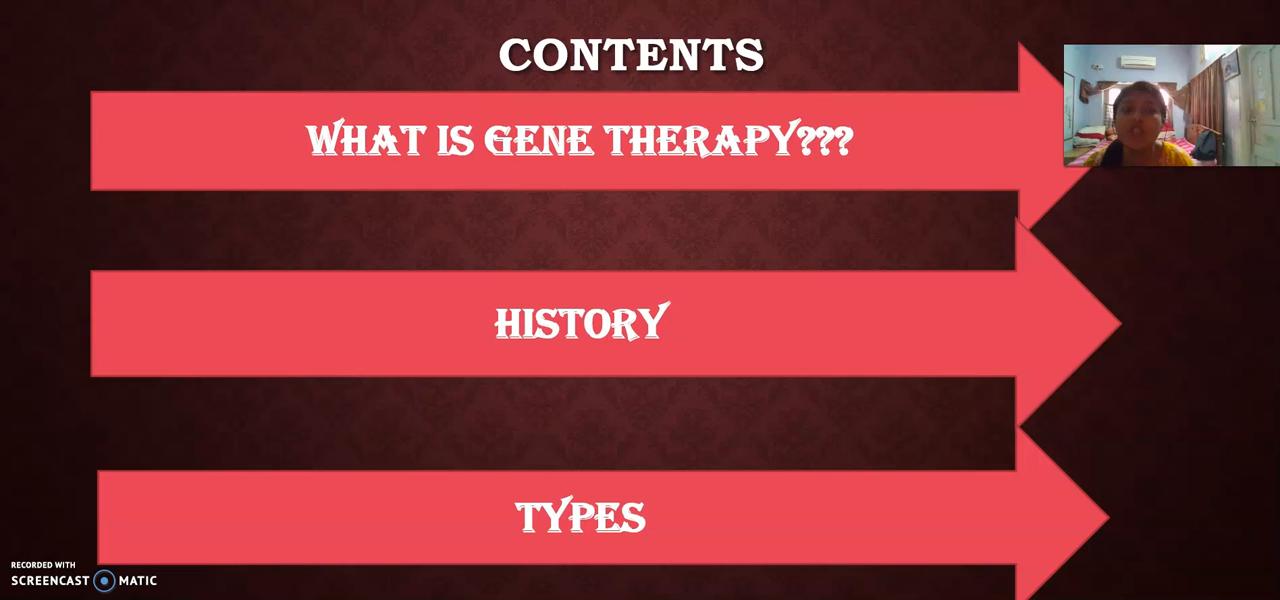 CONTENTS
WHAT IS GENE THERAPY???
HISTORY
TYPES
RECORDED WITH
SCREENCAST MATIC